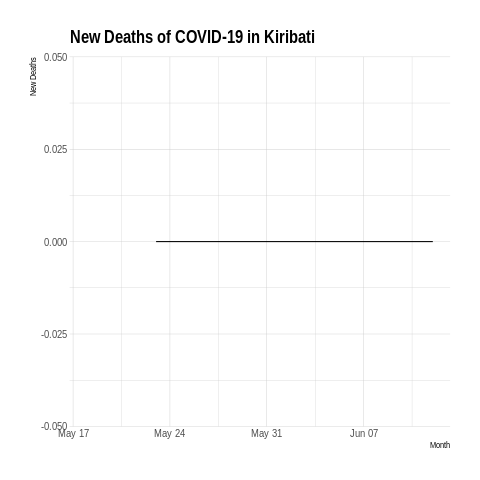 New Deaths of COVID-19 in Kiribati
New Deaths
0.050
0.025
0.000
-0.025
-0.050
May 17 May 24 May 31 Jun 07
Month